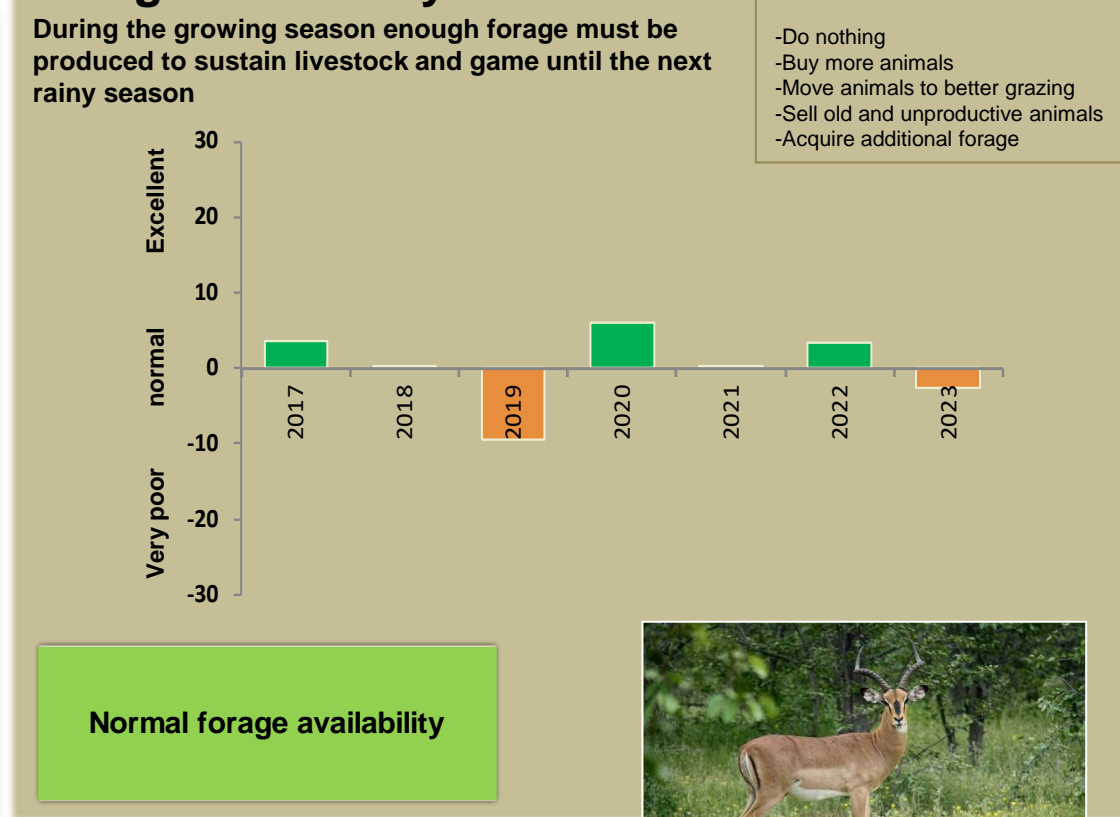 During the growing season enough forage must be
produced to sustain livestock and game until the next
rainy season
-Do nothing
-Buy more animals
-Move animals to better grazing
-Sell old and unproductive animals
-Acquire additional forage
Excellent
normal
Very poor
30
20
10
0
-10
-20
-30
2017
2018
2019
2020
2021
2022
2023
Normal forage availability